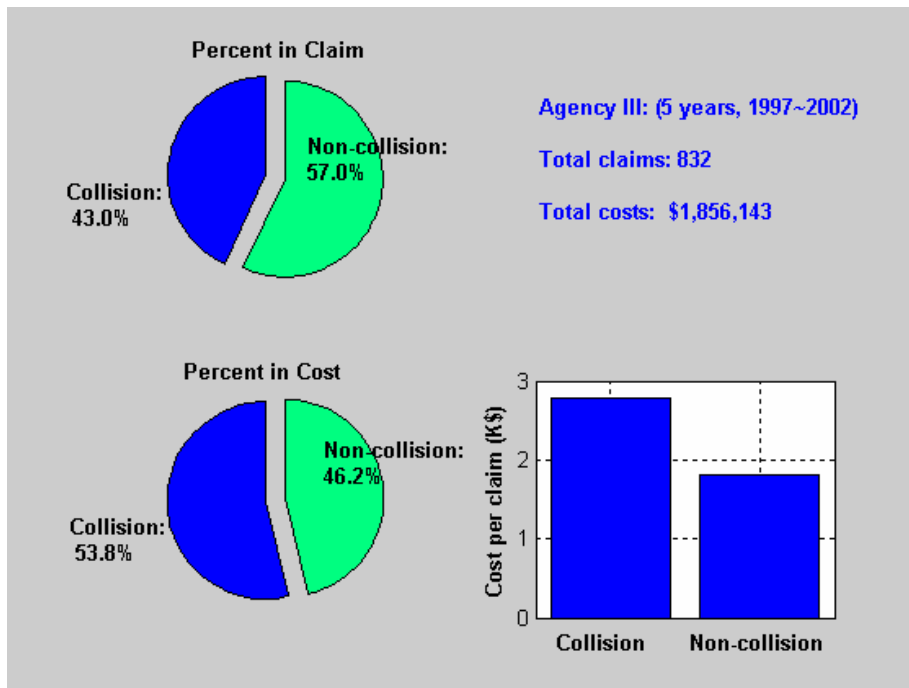 Percent in Claim
Non-collision:
57.0%
Collision:
43.0%
Agency III: (5 years, 1997~2002)
Total claims: 832
Total costs:  $1,856,143
Percent in Cost
Non-collision:
46.2%
Collision:
53.8%
Cost per claim (K$)
3
2
1
0
Collision
Non-collision